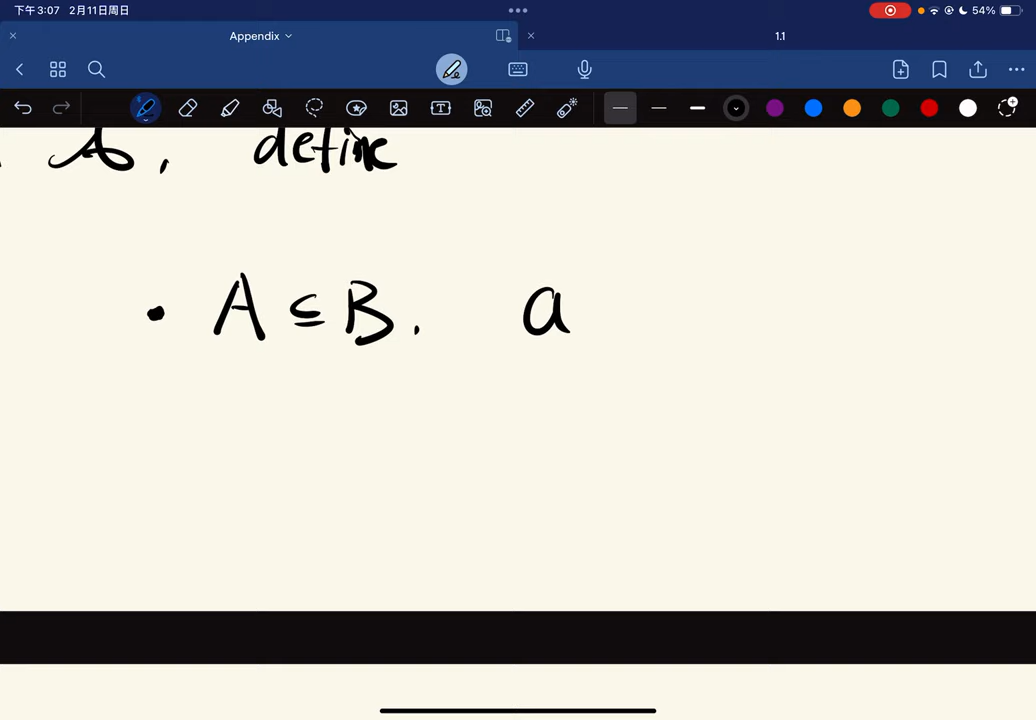 下午3:07 2月11日周日 54%
Appendix 1.1
, define
• A ⊆ B. a